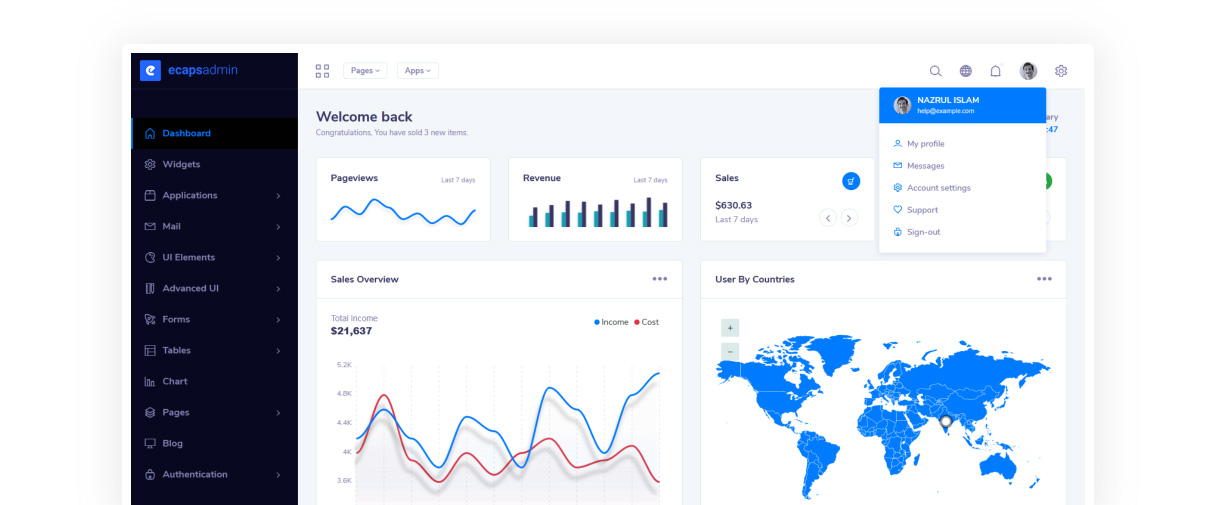 ecapsadmin
Pages
Apps
NAZRUL ISLAM
help@example.com
My profile
Messages
Account settings
Support
Sign-out
Dashboard
Widgets
Applications
Mail
UI Elements
Advanced UI
Forms
Tables
Chart
Pages
Blog
Authentication
Welcome back
Congratulations, You have sold 3 new items.
ary
:47
Pageviews
Last 7 days
Revenue
Last 7 days
Sales
$630.63
Last 7 days
Sales Overview
Total Income
$21,637
Income Cost
5.2K
4.8K
4.4K
4K
3.6K
User By Countries
+
−